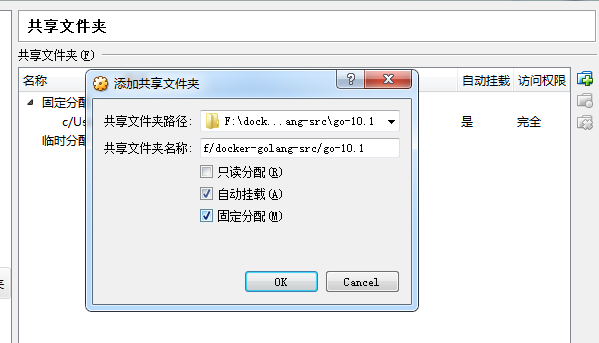 共享文件夹
共享文件夹(F)
名称
自动挂载 访问权限
固定分配
c/Us
是 完全
临时分配
添加共享文件夹
共享文件夹路径: F:\dock...ang-src\go-10.1
共享文件夹名称: f/docker-golang-src/go-10.1
只读分配(R)
自动挂载(A)
固定分配(M)
OK Cancel